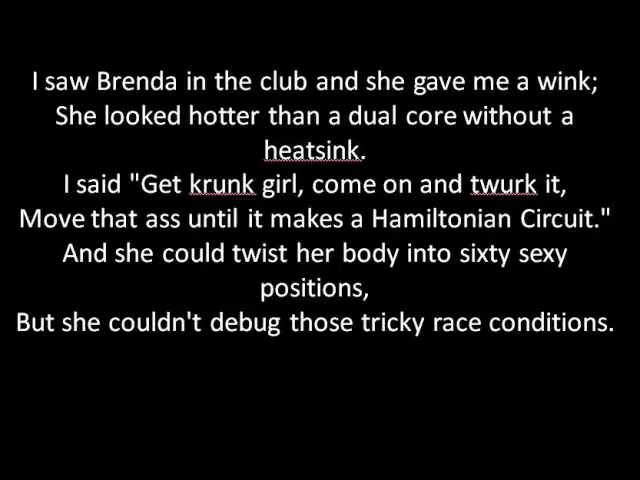 I saw Brenda in the club and she gave me a wink;
She looked hotter than a dual core without a
heatsink.
I said "Get krunk girl, come on and twurk it,
Move that ass until it makes a Hamiltonian Circuit."
And she could twist her body into sixty sexy
positions,
But she couldn't debug those tricky race conditions.